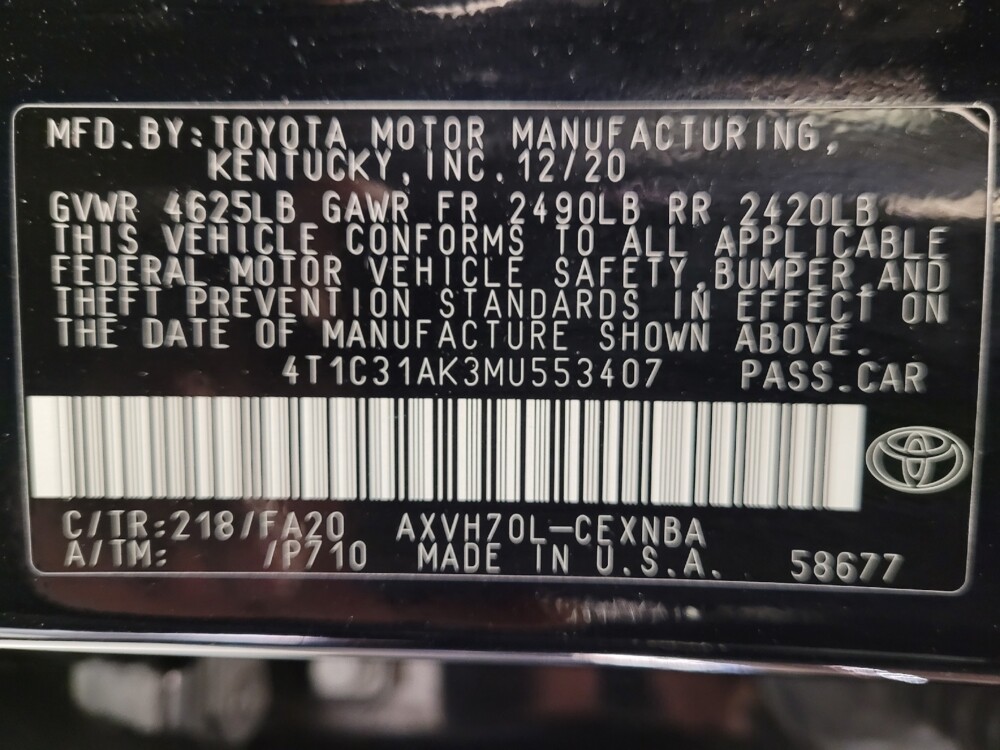 MFD.BY:TOYOTA MOTOR MANUFACTURING,
KENTUCKY,INC. 12/20
GVWR 4625LB GAWR FR 2490LB RR 2420LB
THIS VEHICLE CONFORMS TO ALL APPLICABLE
FEDERAL MOTOR VEHICLE SAFETY,BUMPER,AND
THEFT PREVENTION STANDARDS IN EFFECT ON
THE DATE OF MANUFACTURE SHOWN ABOVE.
4T1C31AK3MU553407 PASS.CAR
C/TR:218/FA20 AXVH70L-CEXNBA
A/TM: /P710 MADE IN U.S.A. 58677